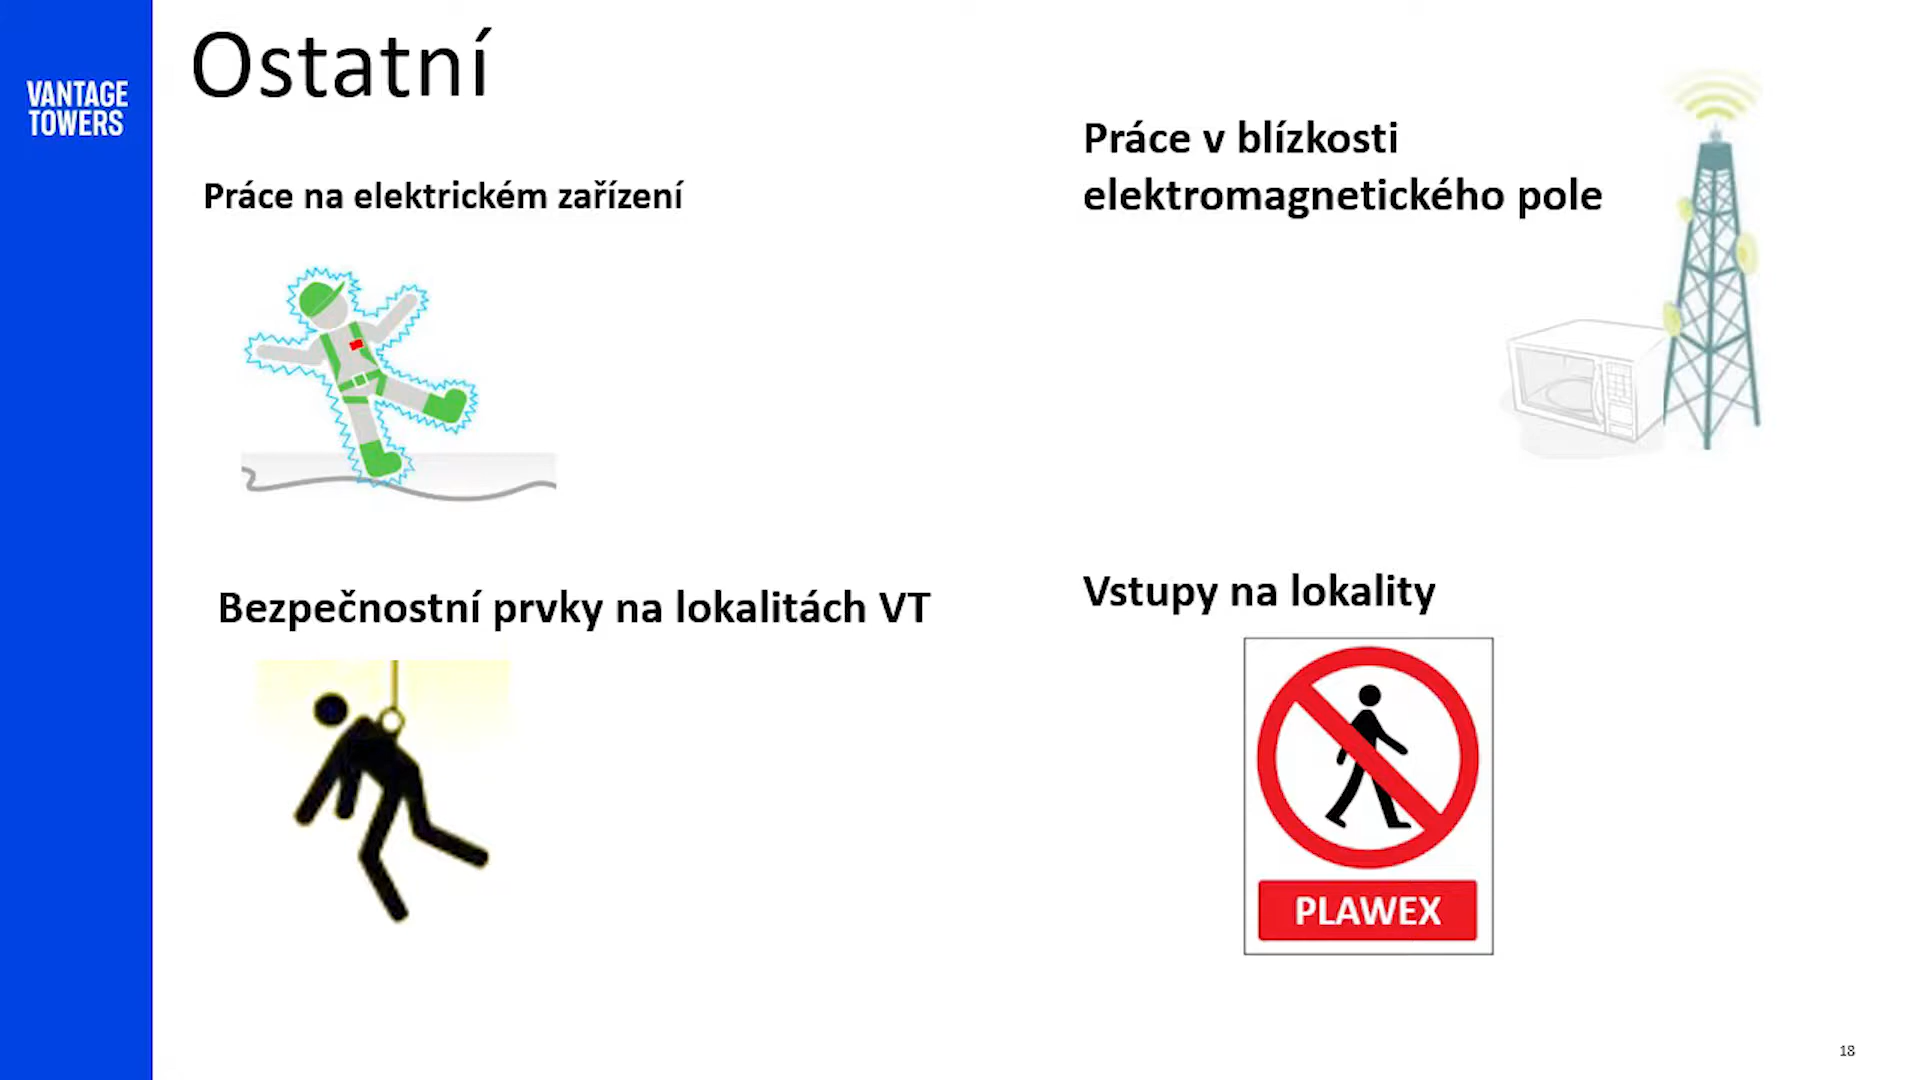 VANTAGE
TOWERS
Ostatní
Práce na elektrickém zařízení
Práce v blízkosti
elektromagnetického pole
Bezpečnostní prvky na lokalitách VT
Vstupy na lokality
PLAWEX
18